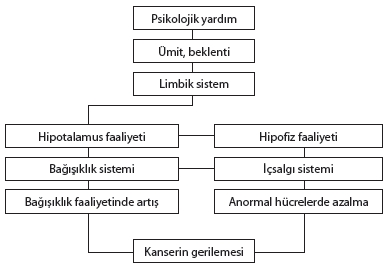 Psikolojik yardım
Ümit, beklenti
Limbik sistem
Hipotalamus faaliyeti
Hipofiz faaliyeti
Bağışıklık sistemi
İçsalgı sistemi
Bağışıklık faaliyetinde artış
Anormal hücrelerde azalma
Kanserin gerilemesi